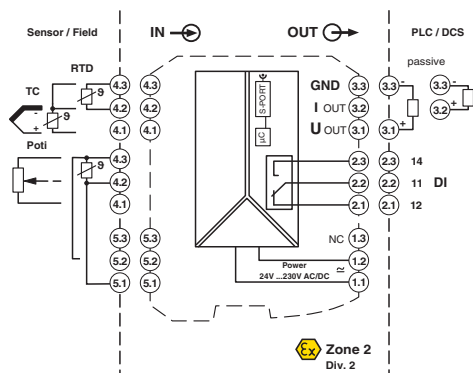 Sensor / Field
IN
OUT
PLC / DCS
RTD
TC
-
+
ϑ
ϑ
4.3
4.2
4.1
4.3
4.2
4.1
Poti
ϑ
4.3
4.2
4.1
5.3
5.2
5.1
5.3
5.2
5.1
S-PORT
µC
GND
I OUT
U OUT
3.3
3.2
3.1
3.3
3.1
-
+
passive
3.3
3.2
-
+
2.3
2.2
2.1
2.3
2.2
2.1
14
11
12
DI
NC
1.3
1.2
1.1
Power
24V ...230V AC/DC
≃
Ex
Zone 2
Div. 2